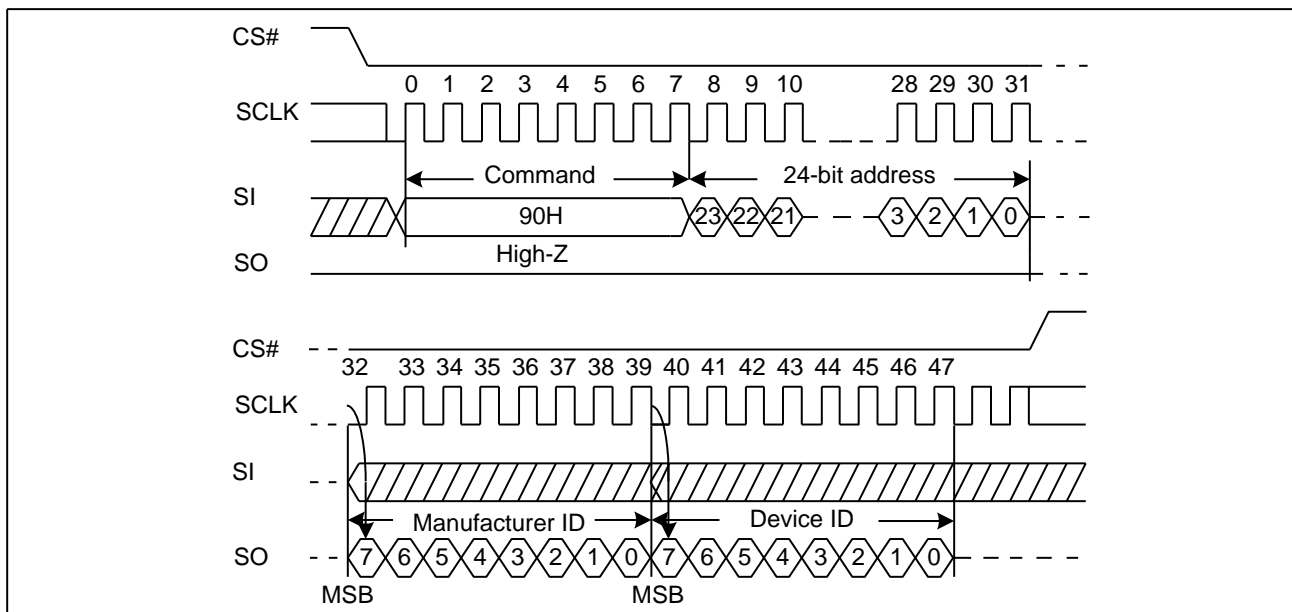 CS#
0 1 2 3 4 5 6 7 8 9 10 28 29 30 31
SCLK
Command 24-bit address
SI
90H 23 22 21 3 2 1 0
High-Z
SO
CS#
32 33 34 35 36 37 38 39 40 41 42 43 44 45 46 47
SCLK
SI
Manufacturer ID Device ID
SO 7 6 5 4 3 2 1 0 7 6 5 4 3 2 1 0
MSB MSB